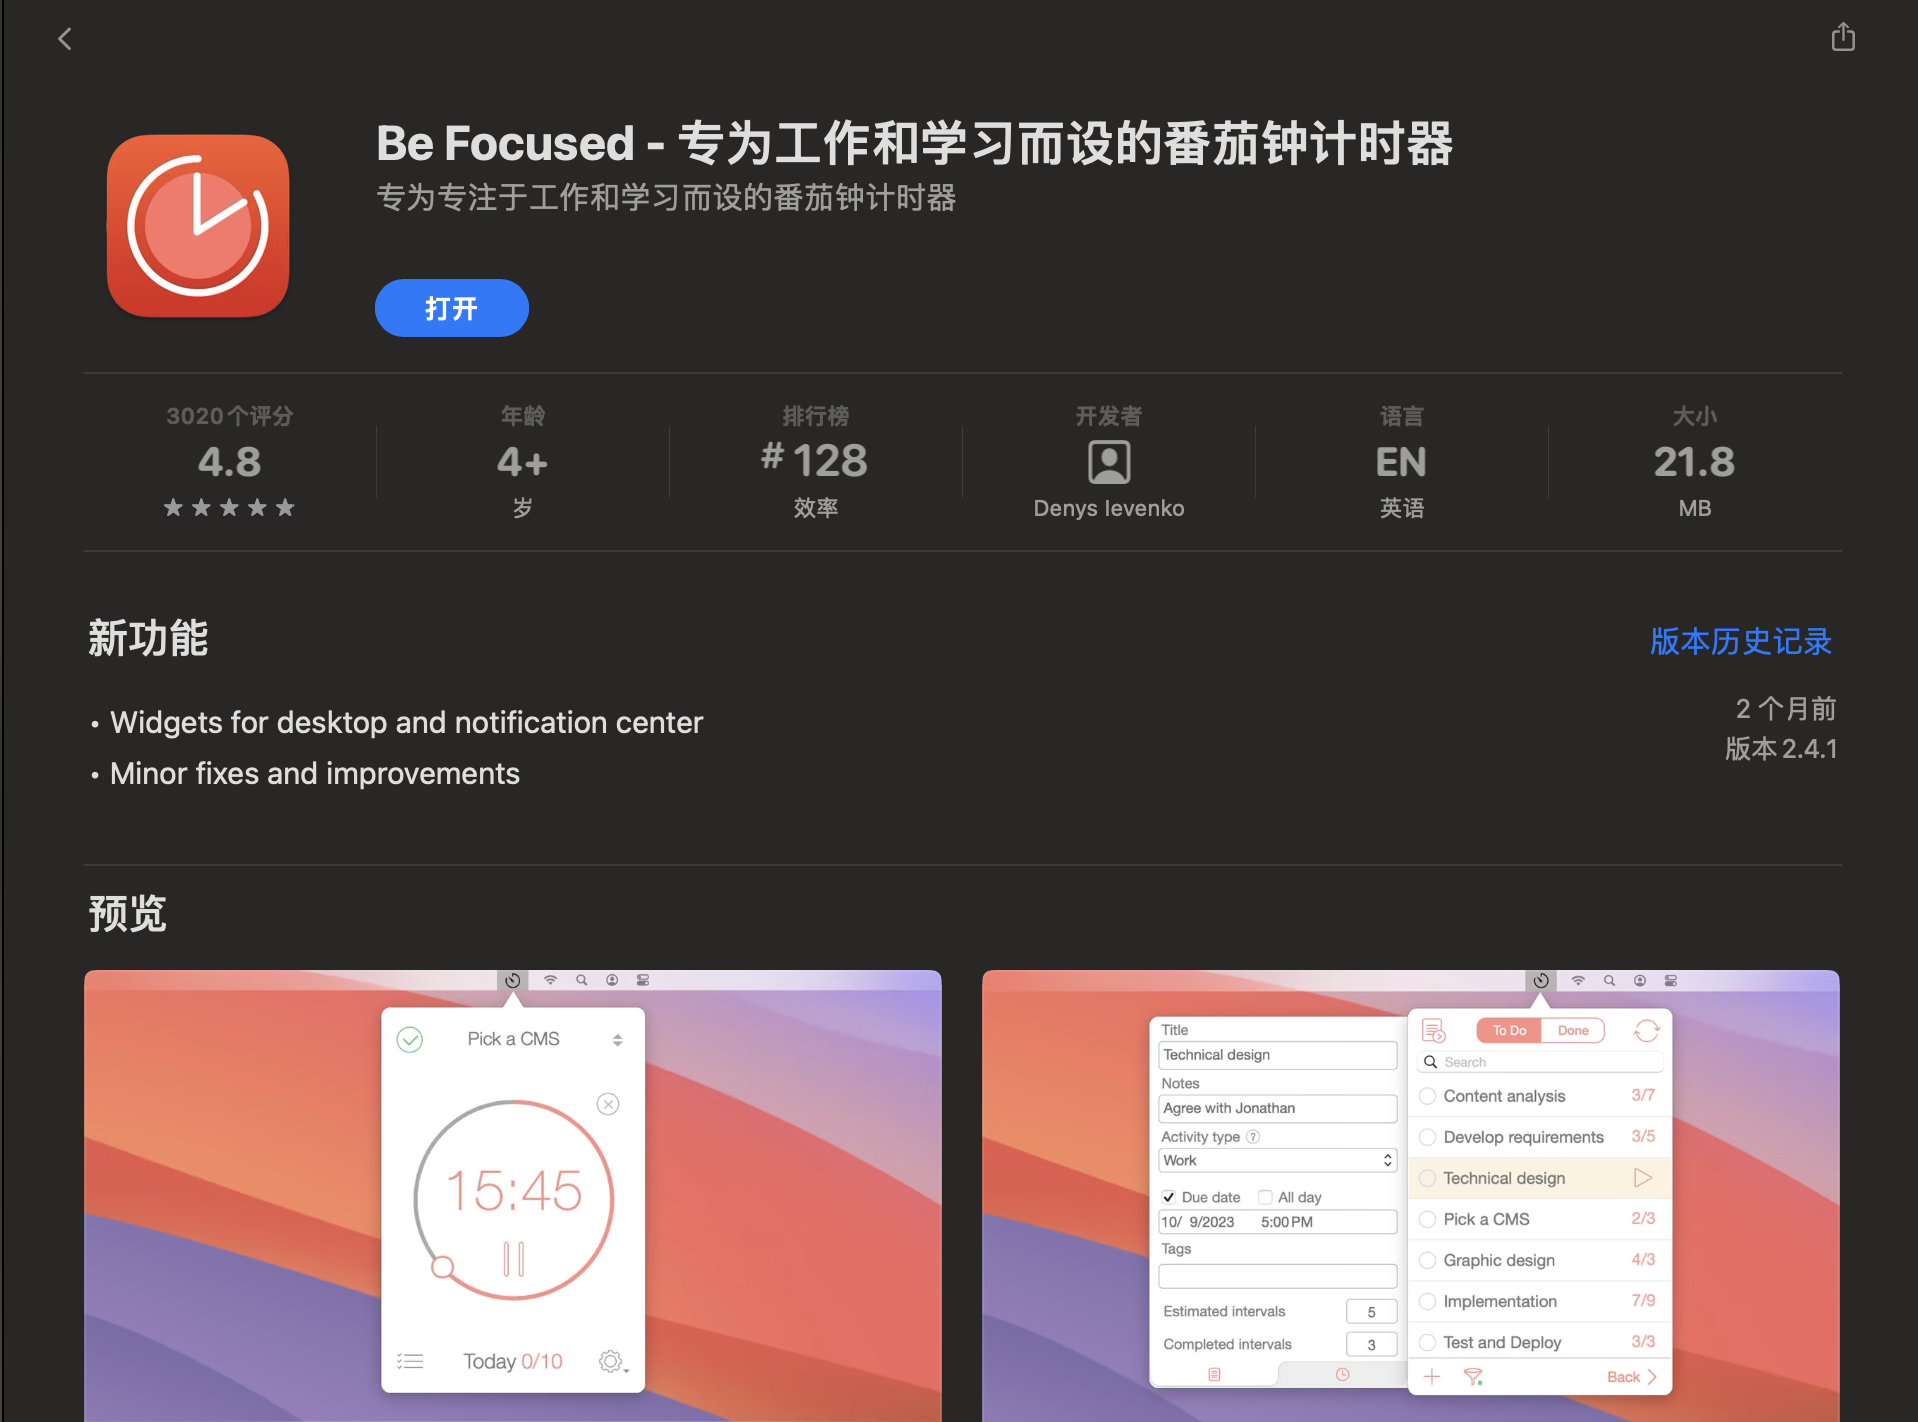 Be Focused - 专为工作和学习而设的番茄钟计时器
专为专注于工作和学习而设的番茄钟计时器
打开
3020个评分
4.8
年龄
4+
岁
排行榜
#128
效率
开发者
Denys Ievenko
语言
EN
英语
大小
21.8
MB
新功能
版本历史记录
• Widgets for desktop and notification center
• Minor fixes and improvements
2 个月前
版本 2.4.1
预览
Pick a CMS
15:45
Today 0/10
Title
Technical design
Notes
Agree with Jonathan
Activity type ?
Work
Due date All day
10/ 9/2023 5:00 PM
Tags
Estimated intervals 5
Completed intervals 3
To Do Done
Search
Content analysis 3/7
Develop requirements 3/5
Technical design
Pick a CMS 2/3
Graphic design 4/3
Implementation 7/9
Test and Deploy 3/3
Back